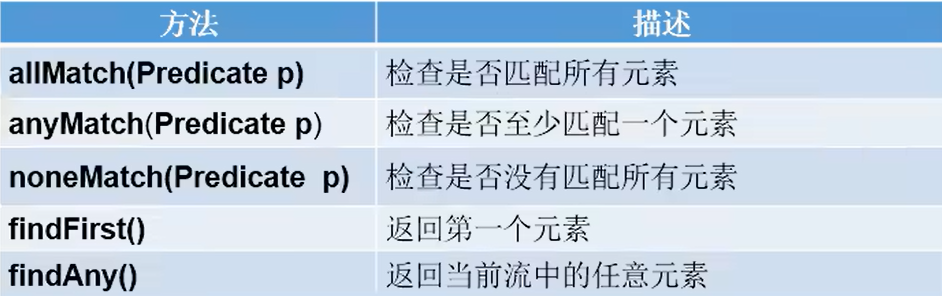 方法 描述
allMatch(Predicate p) 检查是否匹配所有元素
anyMatch(Predicate p) 检查是否至少匹配一个元素
noneMatch(Predicate  p) 检查是否没有匹配所有元素
findFirst() 返回第一个元素
findAny() 返回当前流中的任意元素